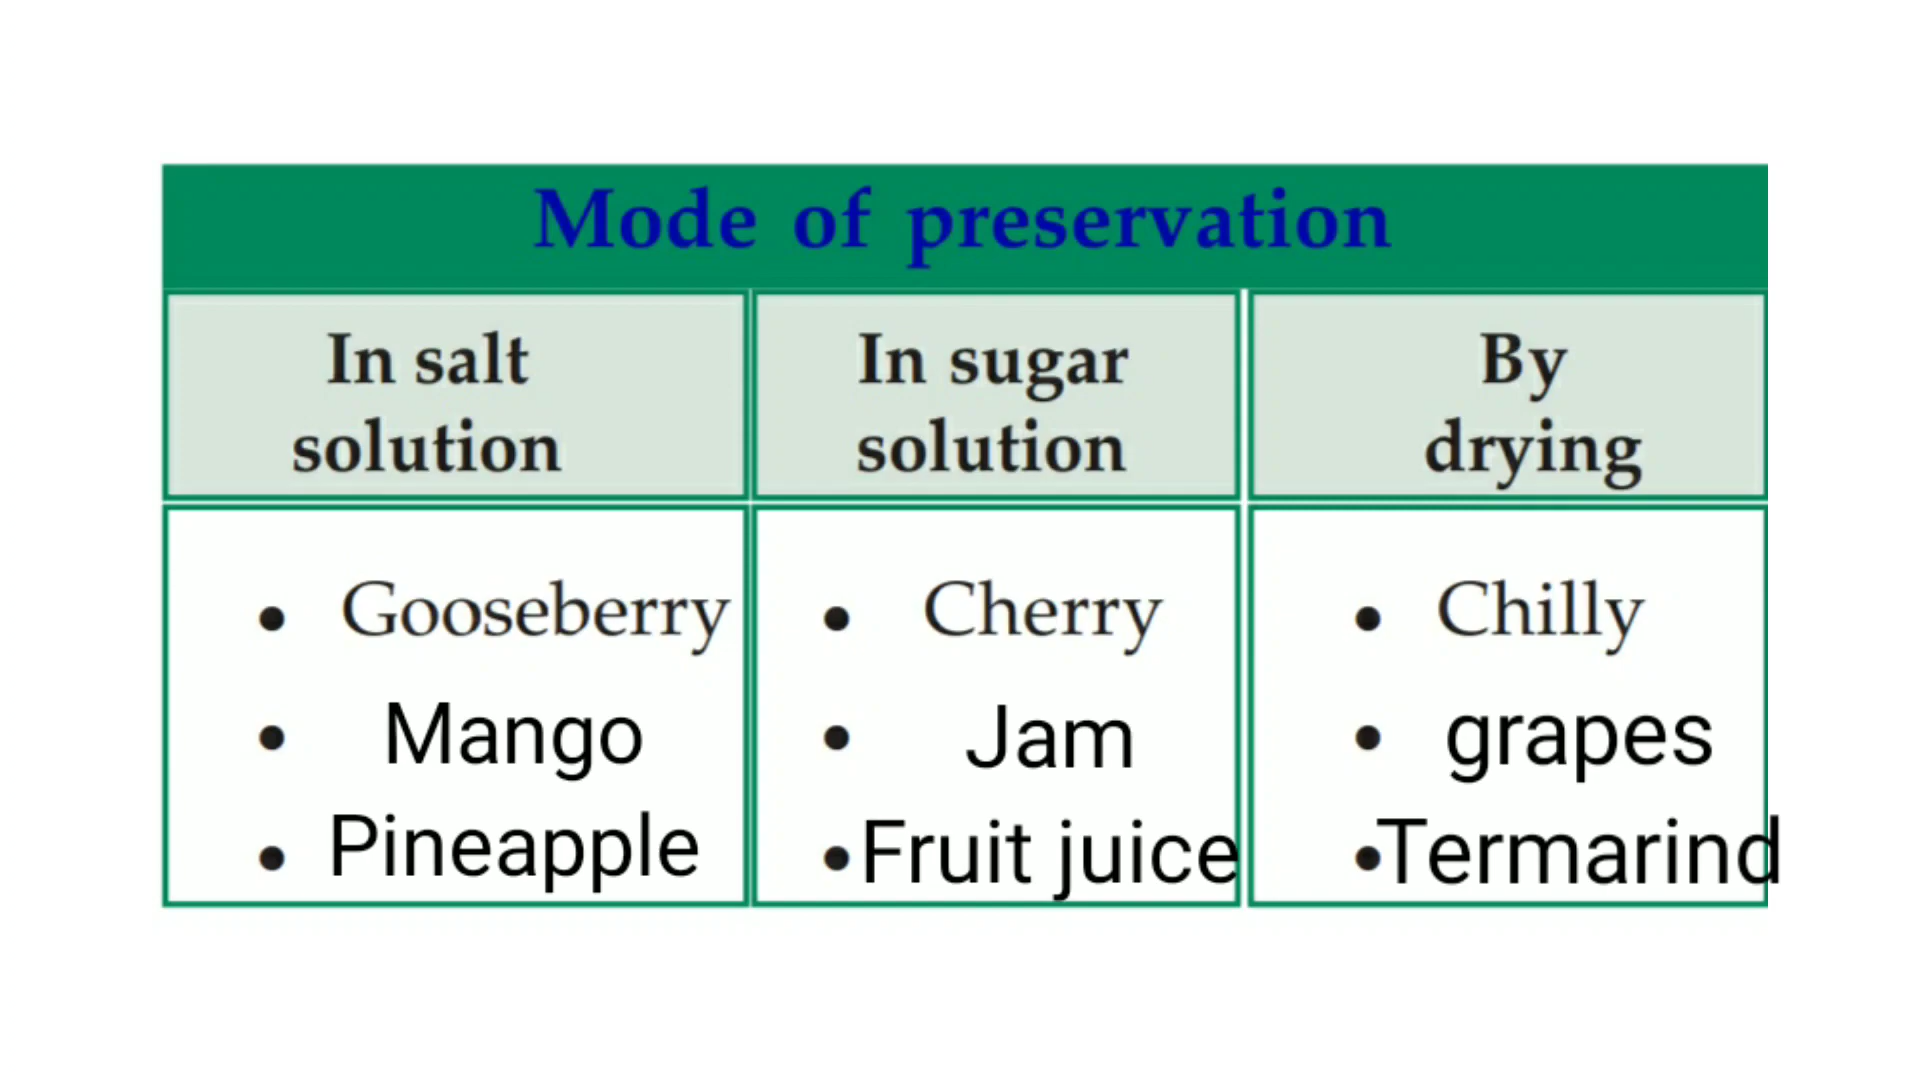 Mode of preservation
In salt
solution
In sugar
solution
By
drying
• Gooseberry
• Mango
• Pineapple
• Cherry
• Jam
• Fruit juice
• Chilly
• grapes
• Termarind